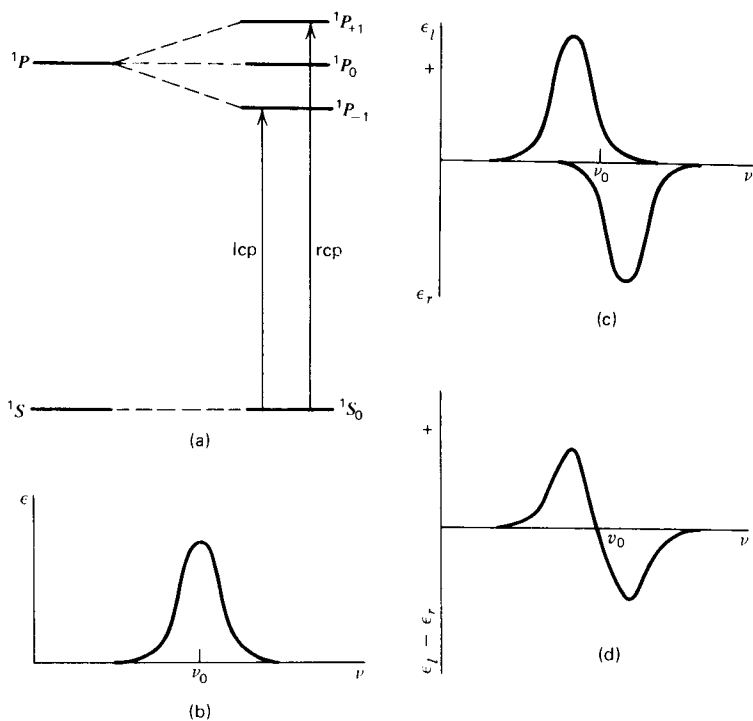 ¹P
¹P₊₁
¹P₀
¹P₋₁
lcp
rcp
¹S
¹S₀
(a)
ϵ
ν₀
ν
(b)
ϵₗ
+
ν₀
ν
ϵᵣ
(c)
+
ν₀
ν
ϵₗ − ϵᵣ
(d)